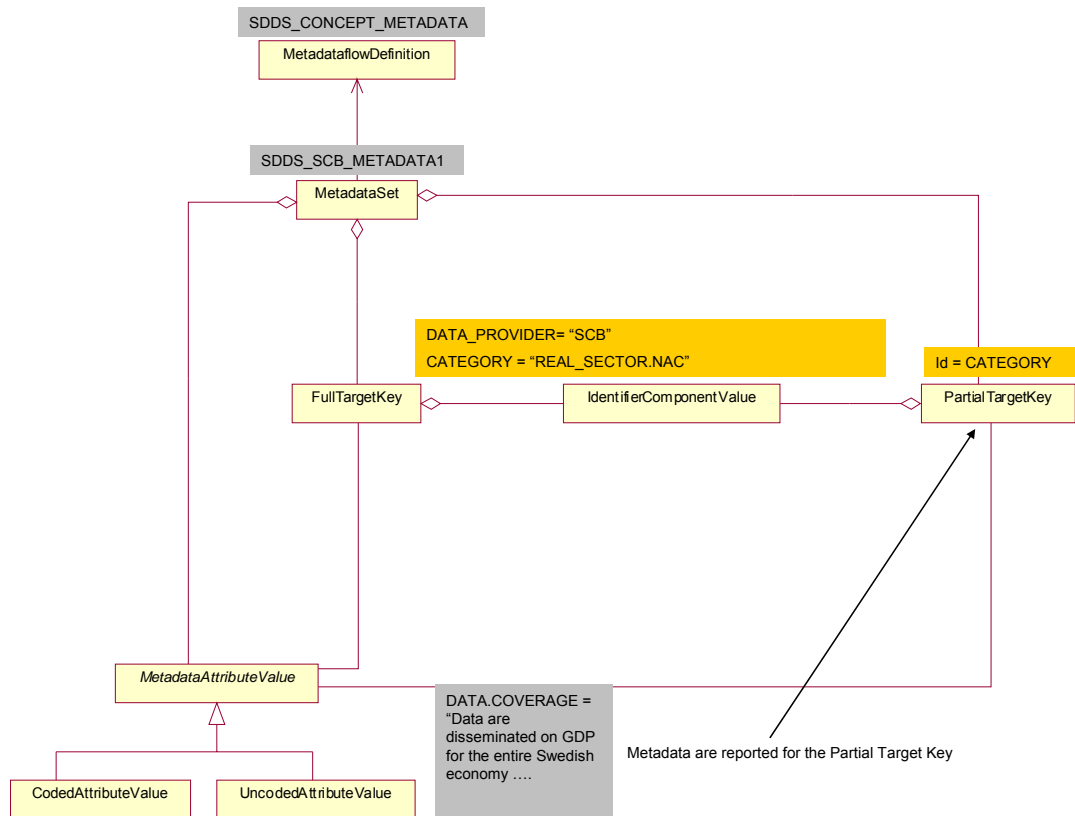 SDDS_CONCEPT_METADATA
MetadataflowDefinition
SDDS_SCB_METADATA1
MetadataSet
DATA_PROVIDER= “SCB”
CATEGORY = “REAL_SECTOR.NAC”
Id = CATEGORY
FullTargetKey
IdentifierComponentValue
PartialTargetKey
MetadataAttributeValue
DATA.COVERAGE =
“Data are
disseminated on GDP
for the entire Swedish
economy ….
Metadata are reported for the Partial Target Key
CodedAttributeValue
UncodedAttributeValue